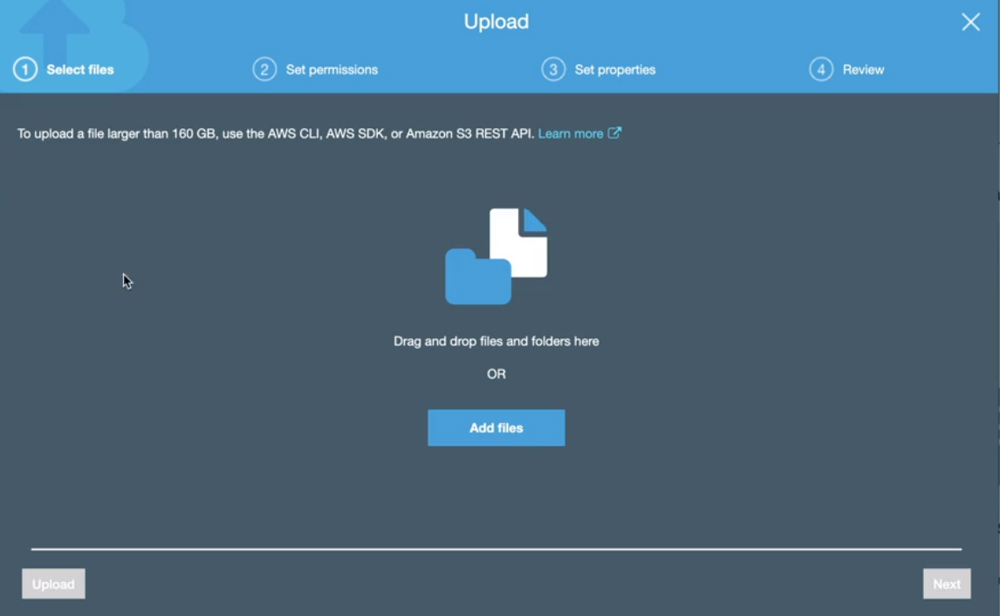 Upload
1 Select files 2 Set permissions 3 Set properties 4 Review
To upload a file larger than 160 GB, use the AWS CLI, AWS SDK, or Amazon S3 REST API. Learn more
Drag and drop files and folders here
OR
Add files
Upload Next